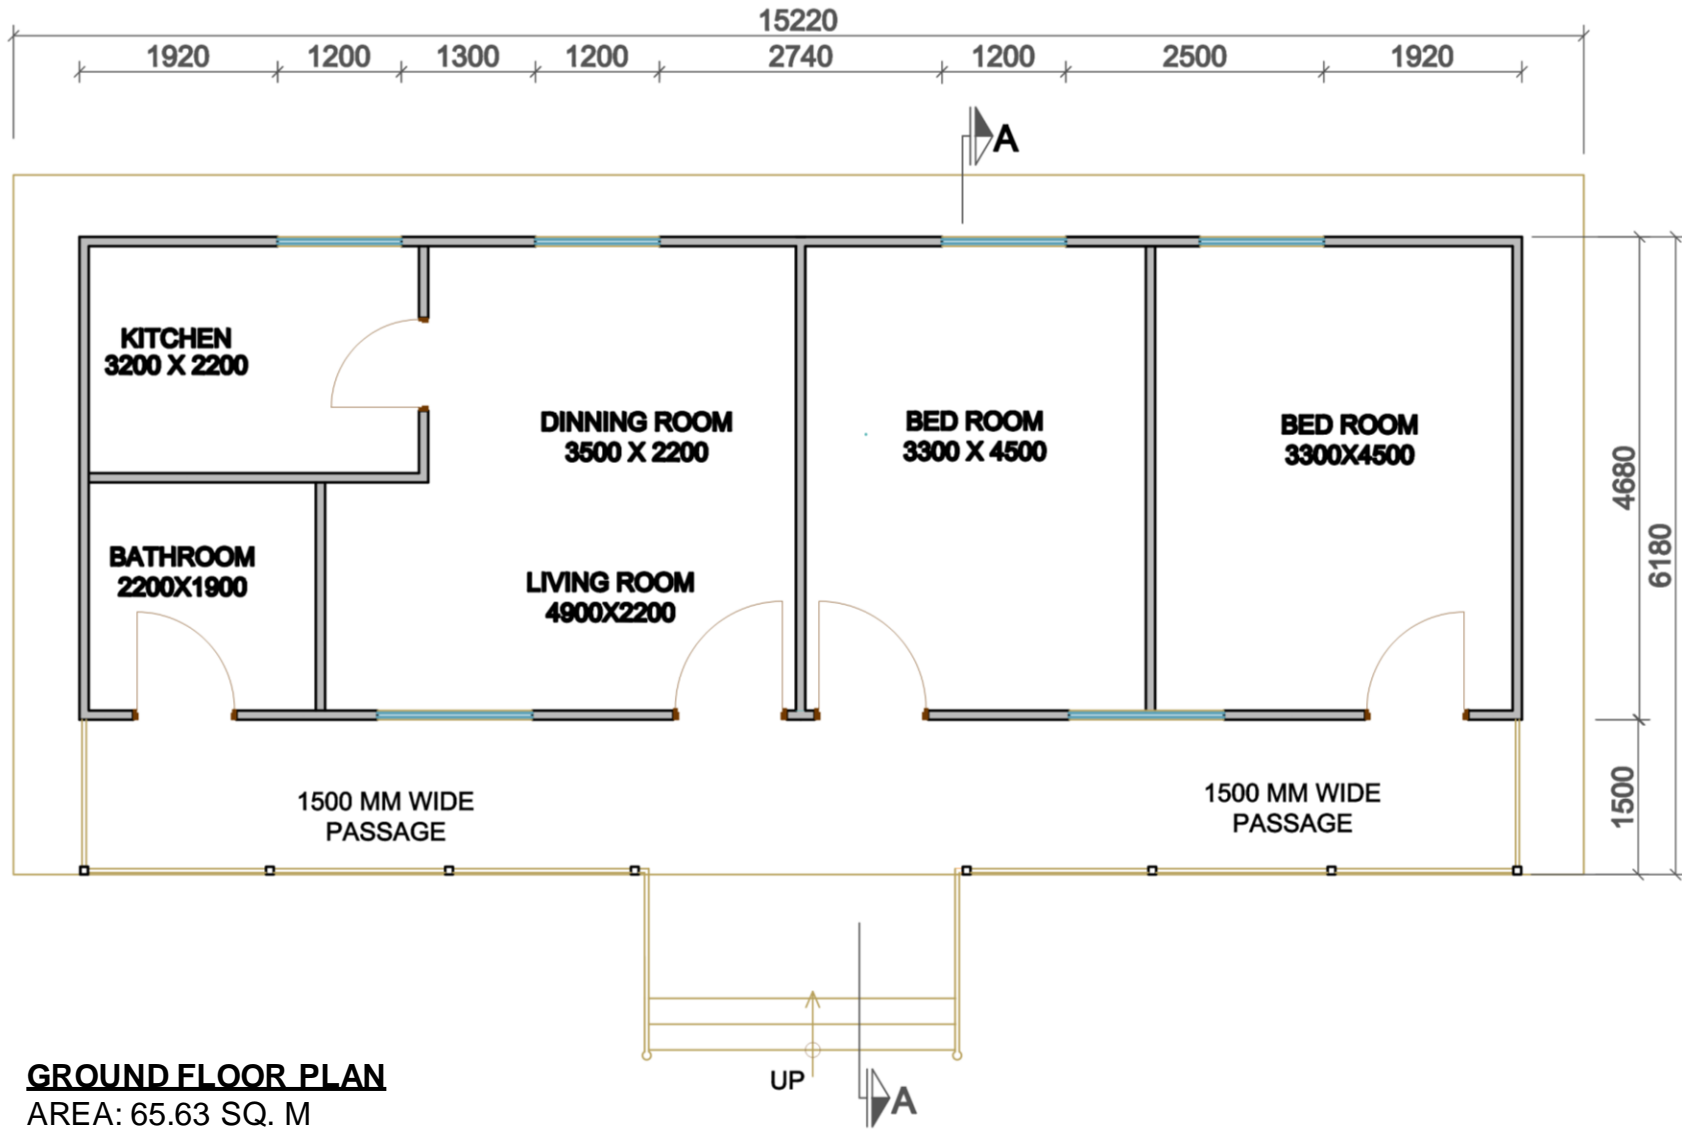 15220
1920 1200 1300 1200 2740 1200 2500 1920
A
KITCHEN
3200 X 2200
DINNING ROOM
3500 X 2200
BED ROOM
3300 X 4500
BED ROOM
3300X4500
4680
6180
BATHROOM
2200X1900
LIVING ROOM
4900X2200
1500 MM WIDE
PASSAGE
1500 MM WIDE
PASSAGE
1500
UP
A
GROUND FLOOR PLAN
AREA: 65.63 SQ. M